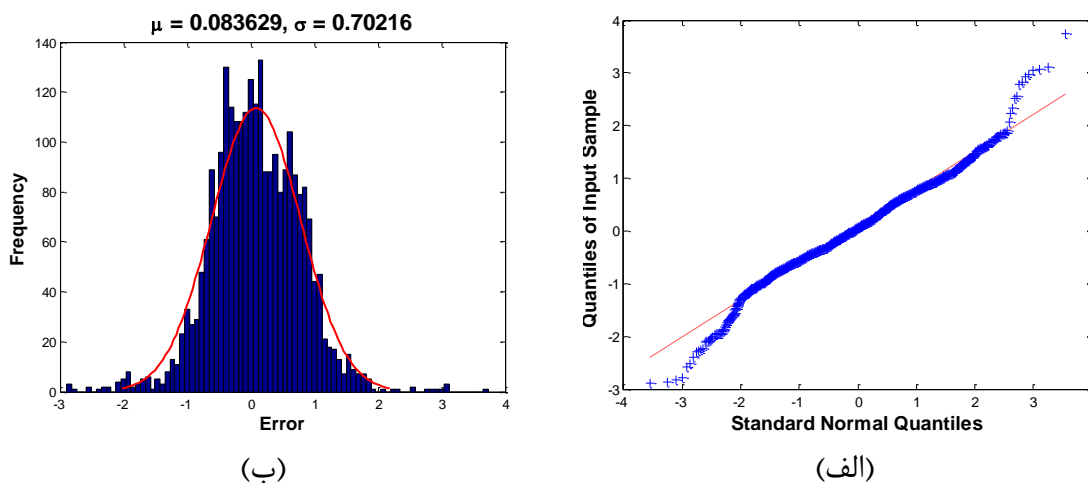 μ = 0.083629, σ = 0.70216
140
120
100
80
60
40
20
0
Frequency
-3 -2 -1 0 1 2 3 4
Error
(ب)
4
3
2
1
0
-1
-2
-3
Quantiles of Input Sample
-4 -3 -2 -1 0 1 2 3
Standard Normal Quantiles
(الف)